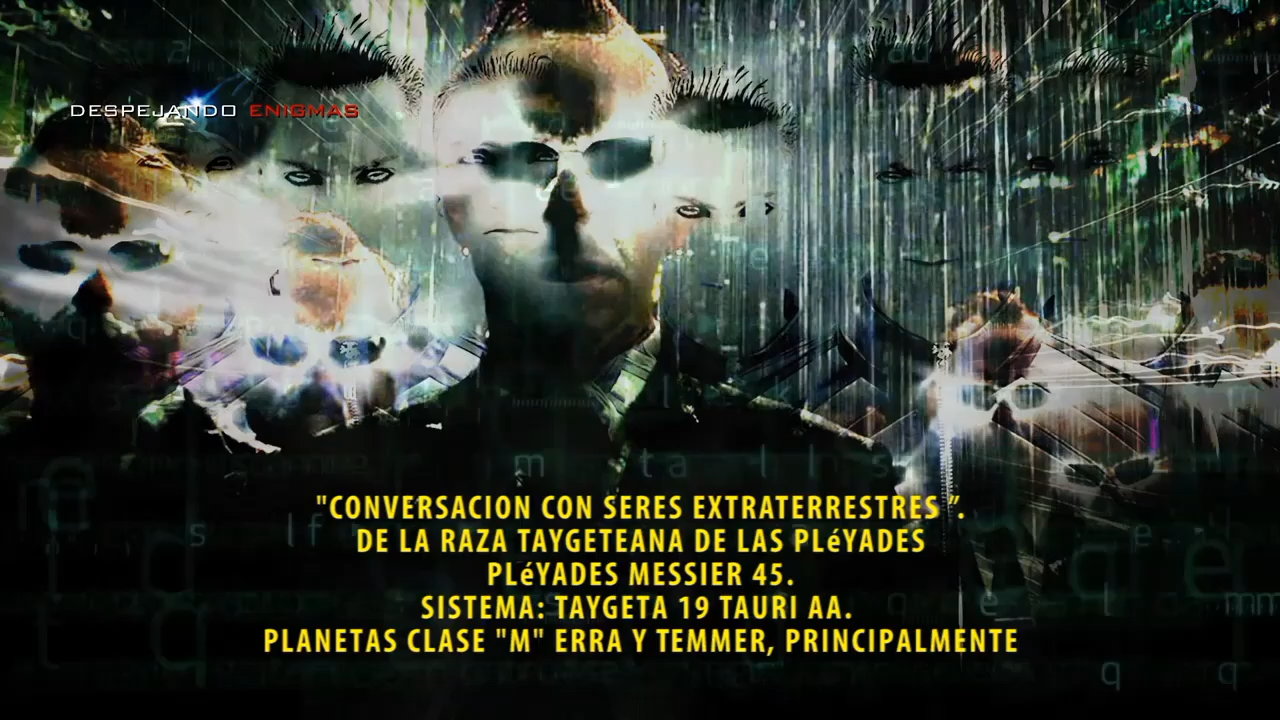 DESPEJANDO ENIGMAS
"CONVERSACION CON SERES EXTRATERRESTRES ”.
DE LA RAZA TAYGETEANA DE LAS PLéYADES
PLéYADES MESSIER 45.
SISTEMA: TAYGETA 19 TAURI AA.
PLANETAS CLASE "M" ERRA Y TEMMER, PRINCIPALMENTE